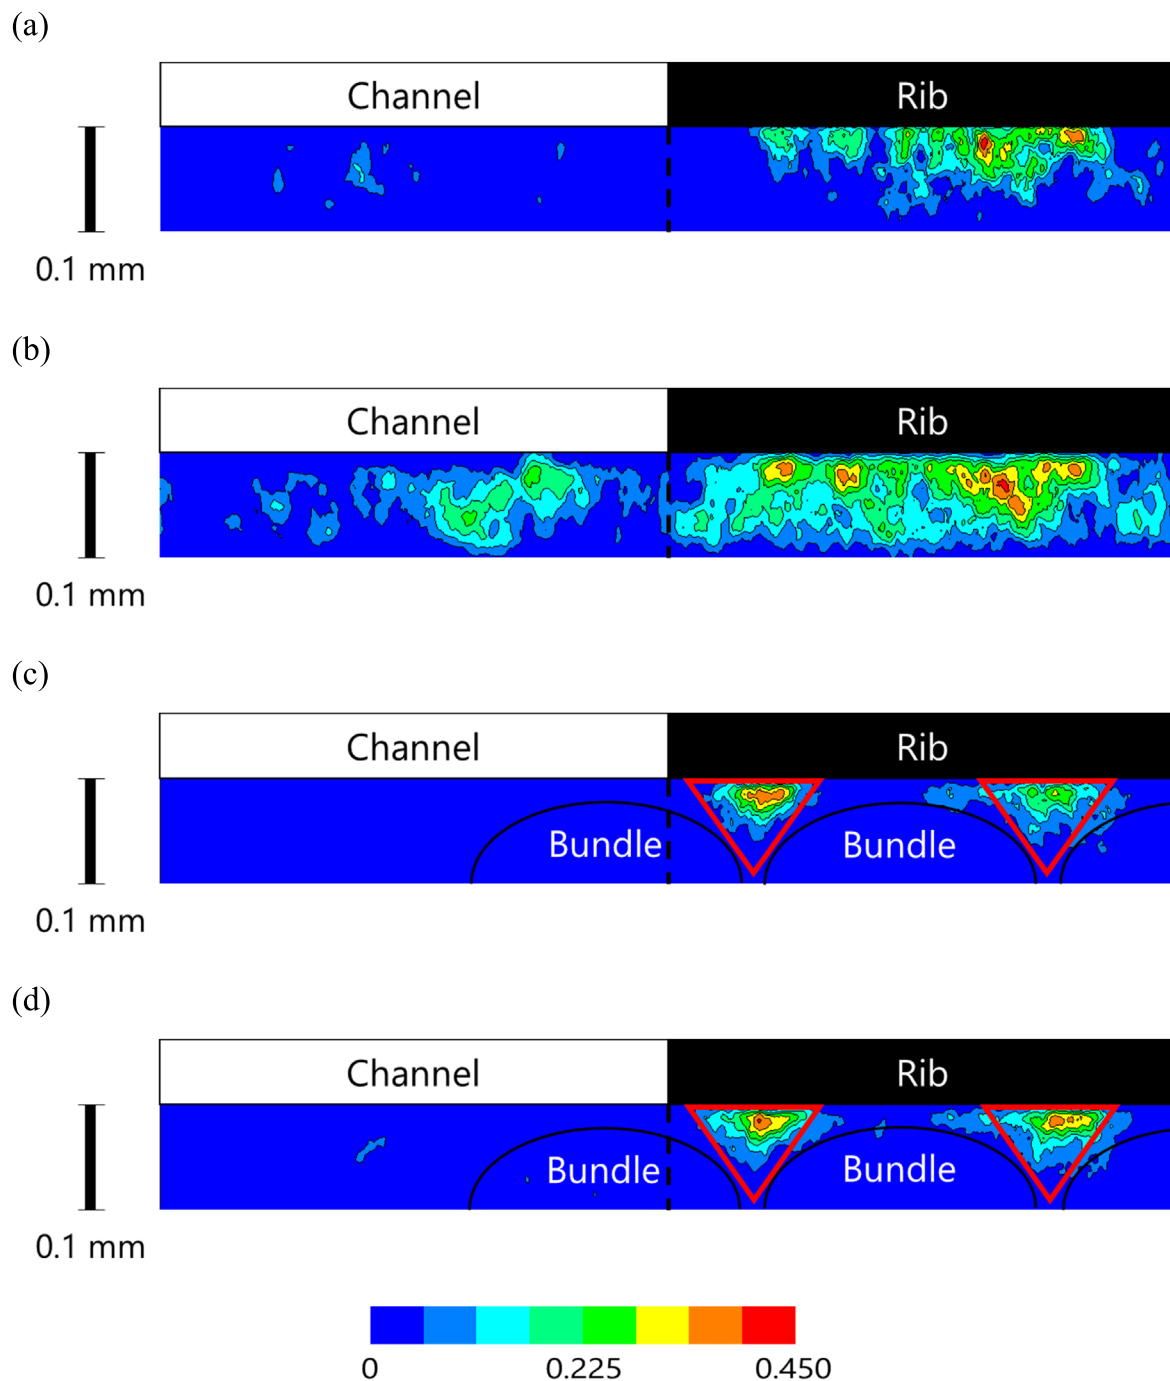 (a)
Channel Rib
0.1 mm
(b)
Channel Rib
0.1 mm
(c)
Channel Rib
Bundle Bundle
0.1 mm
(d)
Channel Rib
Bundle Bundle
0.1 mm
0 0.225 0.450